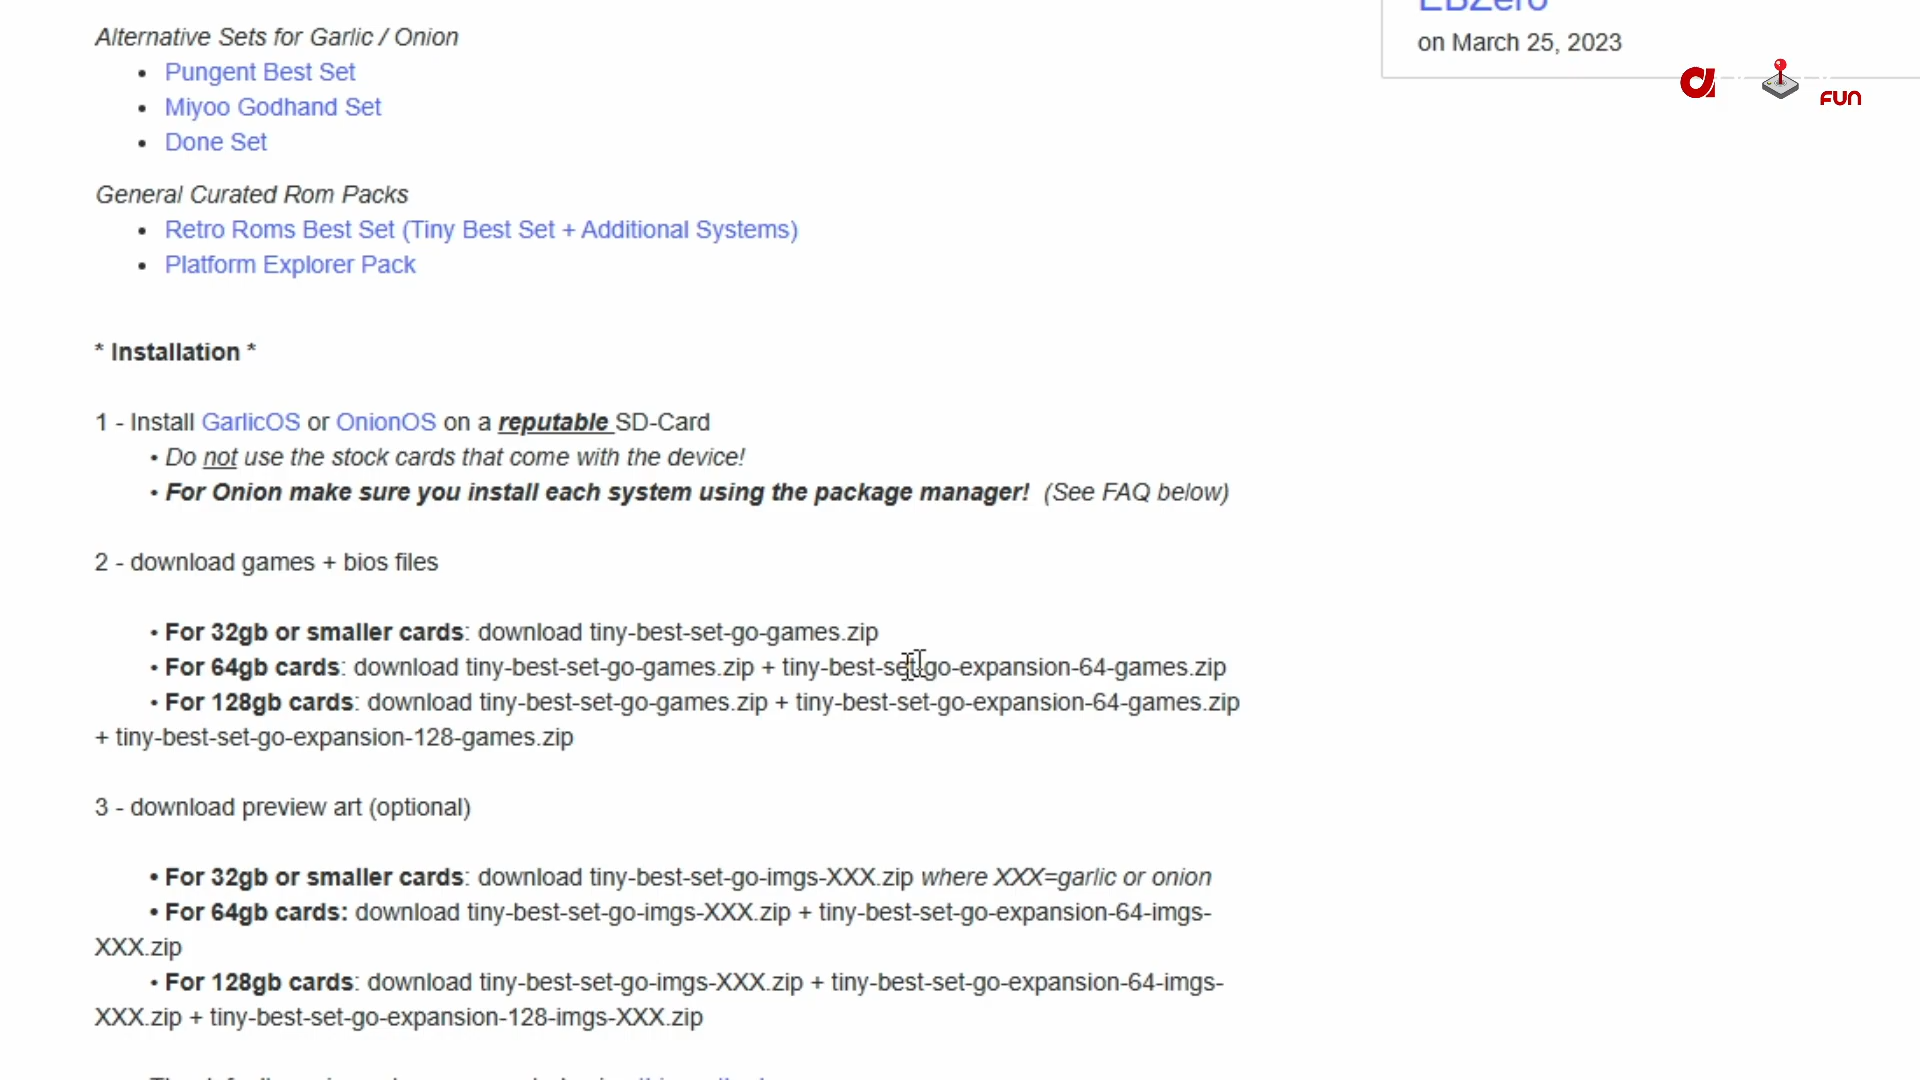 EBZero
on March 25, 2023
FUN
Alternative Sets for Garlic / Onion
• Pungent Best Set
• Miyoo Godhand Set
• Done Set
General Curated Rom Packs
• Retro Roms Best Set (Tiny Best Set + Additional Systems)
• Platform Explorer Pack
* Installation *
1 - Install GarlicOS or OnionOS on a reputable SD-Card
• Do not use the stock cards that come with the device!
• For Onion make sure you install each system using the package manager! (See FAQ below)
2 - download games + bios files
• For 32gb or smaller cards: download tiny-best-set-go-games.zip
• For 64gb cards: download tiny-best-set-go-games.zip + tiny-best-set-go-expansion-64-games.zip
• For 128gb cards: download tiny-best-set-go-games.zip + tiny-best-set-go-expansion-64-games.zip
+ tiny-best-set-go-expansion-128-games.zip
3 - download preview art (optional)
• For 32gb or smaller cards: download tiny-best-set-go-imgs-XXX.zip where XXX=garlic or onion
• For 64gb cards: download tiny-best-set-go-imgs-XXX.zip + tiny-best-set-go-expansion-64-imgs-
XXX.zip
• For 128gb cards: download tiny-best-set-go-imgs-XXX.zip + tiny-best-set-go-expansion-64-imgs-
XXX.zip + tiny-best-set-go-expansion-128-imgs-XXX.zip